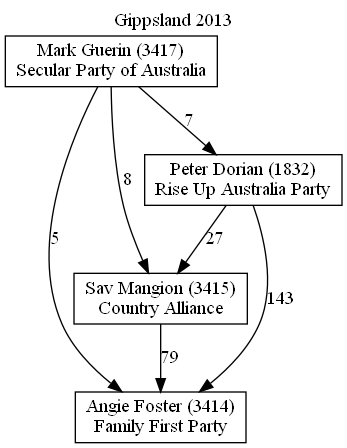 Gippsland 2013
Mark Guerin (3417)
Secular Party of Australia
7
Peter Dorian (1832)
Rise Up Australia Party
8
5
27
143
Sav Mangion (3415)
Country Alliance
79
Angie Foster (3414)
Family First Party